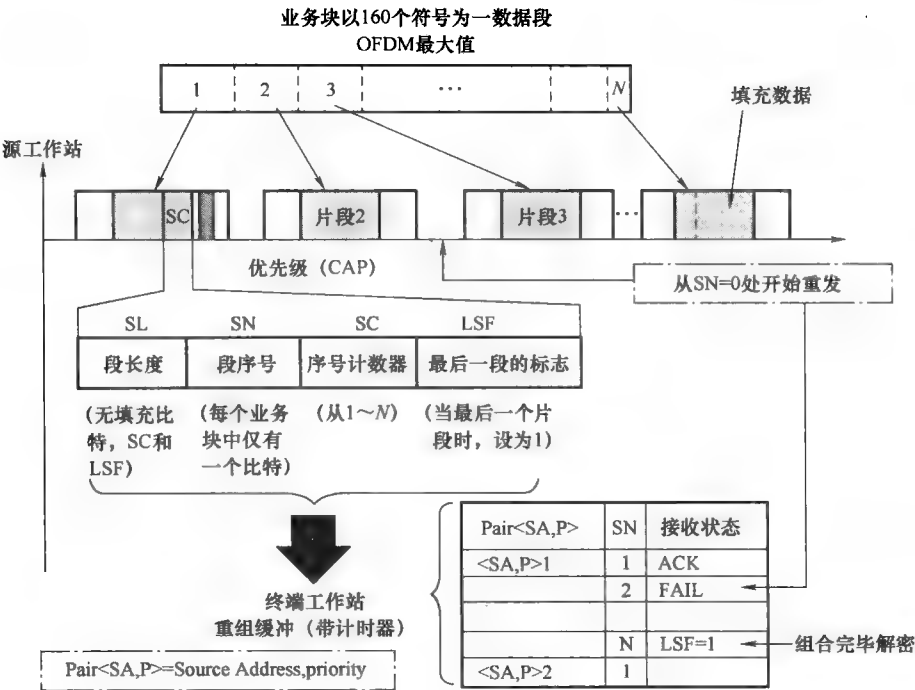 业务块以160个符号为一数据段
OFDM最大值
1 2 3 ··· N
填充数据
源工作站
SC 片段2 片段3 ···
优先级（CAP）
从SN=0处开始重发
SL SN SC LSF
段长度 段序号 序号计数器 最后一段的标志
(无填充比
特，SC和
LSF)
(每个业务
块中仅有
一个比特)
(从1～N)
(当最后一个片
段时，设为1)
Pair<SA,P> SN 接收状态
<SA,P>1 1 ACK
2 FAIL
N LSF=1
<SA,P>2 1
组合完毕解密
终端工作站
重组缓冲（带计时器）
Pair<SA,P>=Source Address,priority